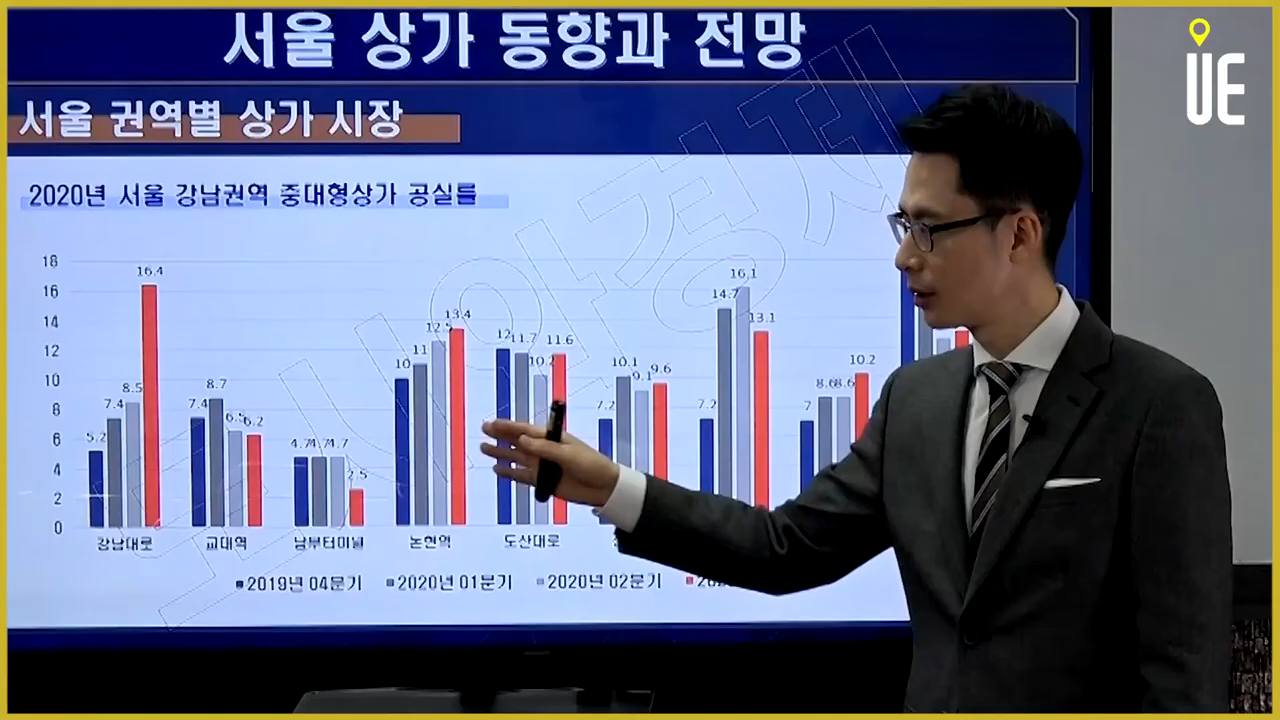 서울 상가 동향과 전망
UE
서울 권역별 상가 시장
2020년 서울 강남권역 중대형상가 공실률
18
16
14
12
10
8
6
4
2
0
5.2 7.4 8.5 16.4
7.4 8.7 6.5 6.2
4.7 4.7 4.7 2.5
10 11 12.5 13.4
12 11.7 10.2 11.6
7.2 10.1 9.1 9.6
7.2 14.7 16.1 13.1
7 8.6 8.6 10.2
강남대로 교대역 남부터미널 논현역 도산대로
2019년 04분기 2020년 01분기 2020년 02분기